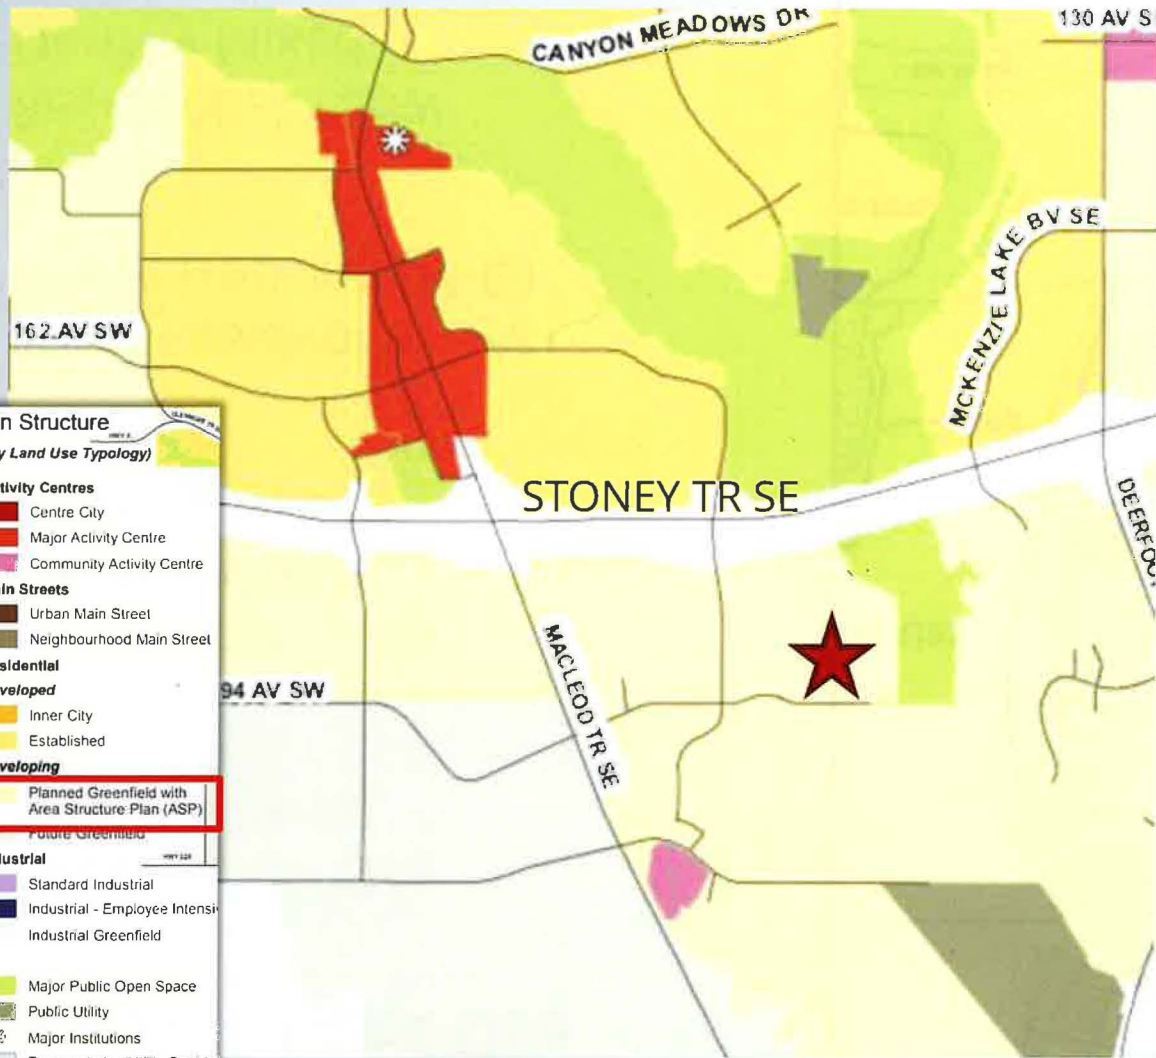 CANYON MEADOWS DR
130 AV S
MCKENZIE LAKE BV SE
162 AV SW
STONEY TR SE
DEERFOO
MACLEOD TR SE
94 AV SW
n Structure
y Land Use Typology)
tivity Centres
Centre City
Major Activity Centre
Community Activity Centre
in Streets
Urban Main Street
Neighbourhood Main Street
sidential
veloped
Inner City
Established
veloping
Planned Greenfield with
Area Structure Plan (ASP)
Future Greenfield
dustrial
Standard Industrial
Industrial - Employee Intensi
Industrial Greenfield
Major Public Open Space
Public Utility
Major Institutions